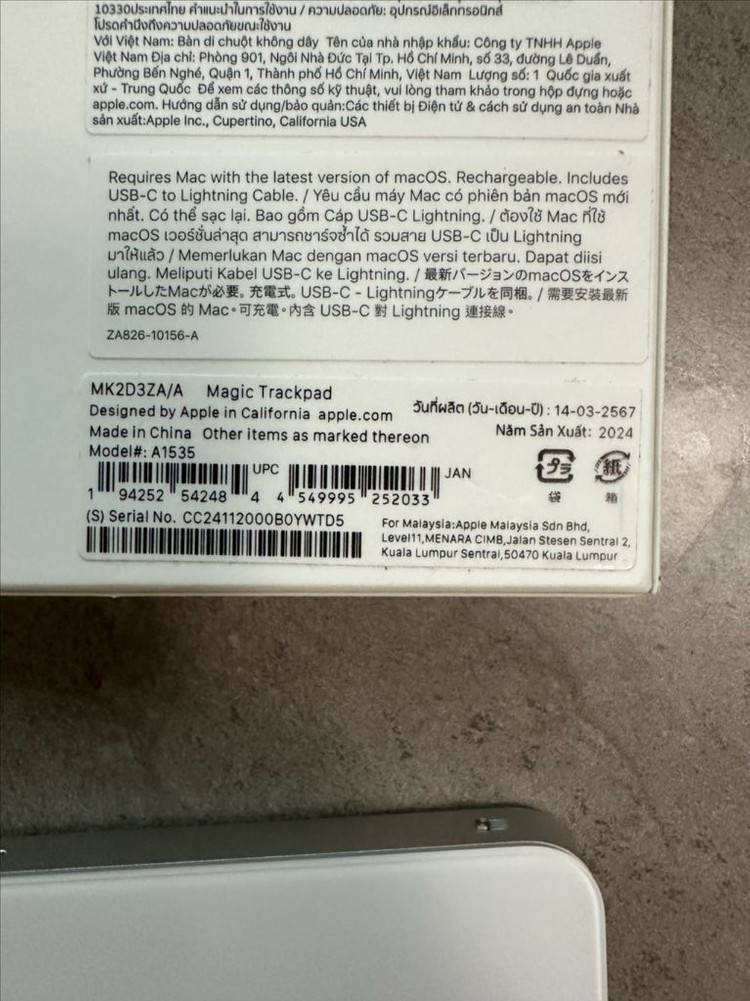 10330ประเทศไทย คำแนะนำในการใช้งาน / ความปลอดภัย: อุปกรณ์อิเล็กทรอนิกส์
โปรดคำนึงถึงความปลอดภัยขณะใช้งาน
Với Việt Nam: Bàn di chuột không dây Tên của nhà nhập khẩu: Công ty TNHH Apple
Việt Nam Địa chỉ: Phòng 901, Ngôi Nhà Đức Tại Tp. Hồ Chí Minh, số 33, đường Lê Duẩn,
Phường Bến Nghé, Quận 1, Thành phố Hồ Chí Minh, Việt Nam Lượng số: 1 Quốc gia xuất
xứ - Trung Quốc Để xem các thông số kỹ thuật, vui lòng tham khảo trong hộp đựng hoặc
apple.com. Hướng dẫn sử dụng/bảo quản:Các thiết bị Điện tử & cách sử dụng an toàn Nhà
sản xuất:Apple Inc., Cupertino, California USA
Requires Mac with the latest version of macOS. Rechargeable. Includes
USB-C to Lightning Cable. / Yêu cầu máy Mac có phiên bản macOS mới
nhất. Có thể sạc lại. Bao gồm Cáp USB-C Lightning. / ต้องใช้ Mac ที่ใช้
macOS เวอร์ชั่นล่าสุด สามารถชาร์จซ้ำได้ รวมสาย USB-C เป็น Lightning
มาให้แล้ว / Memerlukan Mac dengan macOS versi terbaru. Dapat diisi
ulang. Meliputi Kabel USB-C ke Lightning. / 最新バージョンのmacOSをインス
トールしたMacが必要。充電式。USB-C - Lightningケーブルを同梱。/ 需要安裝最新
版 macOS 的 Mac。可充電。內含 USB-C 對 Lightning 連接線。
ZA826-10156-A
MK2D3ZA/A Magic Trackpad
Designed by Apple in California apple.com วันที่ผลิต (วัน-เดือน-ปี) : 14-03-2567
Made in China Other items as marked thereon Năm Sản Xuất: 2024
Model#: A1535
UPC JAN
1 94252 54248 4 4 549995 252033
プラ 紙
袋 箱
(S) Serial No. CC24112000B0YWTD5
For Malaysia:Apple Malaysia Sdn Bhd,
Level11,MENARA CIMB,Jalan Stesen Sentral 2,
Kuala Lumpur Sentral,50470 Kuala Lumpur